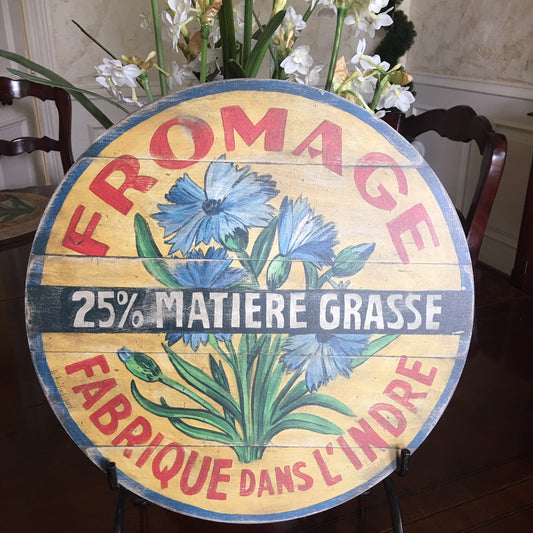 FROMAGE
25% MATIERE GRASSE
FABRIQUE DANS L'INDRE